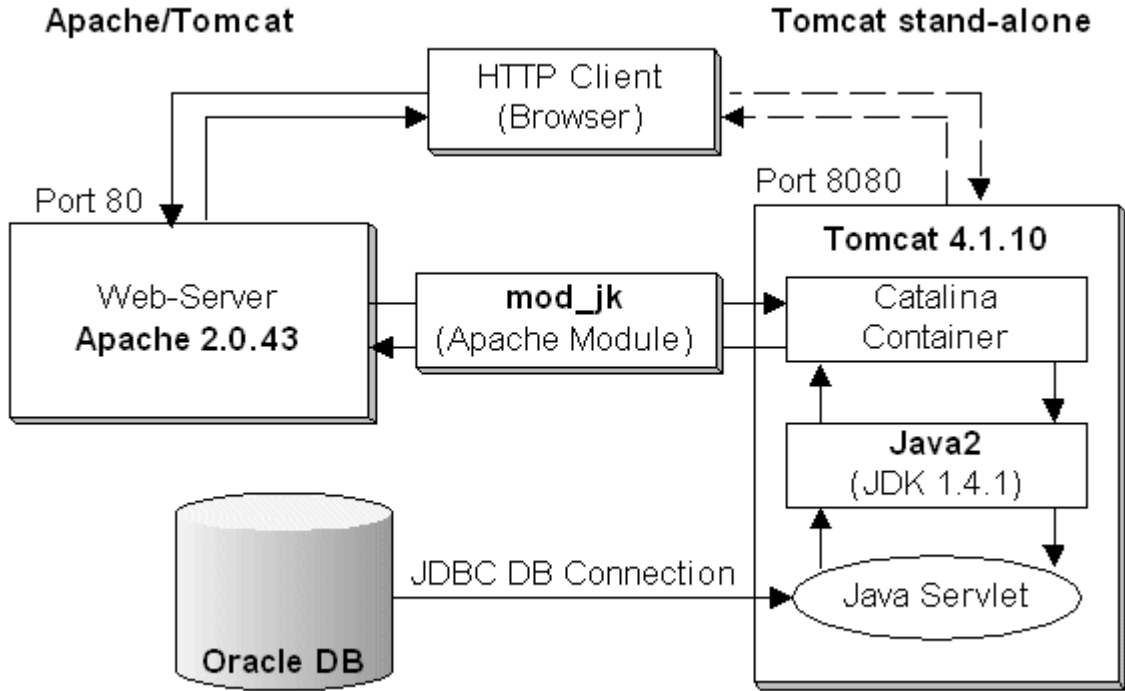 Apache/Tomcat
Tomcat stand-alone
HTTP Client
(Browser)
Port 80
Port 8080
Web-Server
Apache 2.0.43
mod_jk
(Apache Module)
Tomcat 4.1.10
Catalina
Container
Java2
(JDK 1.4.1)
JDBC DB Connection
Java Servlet
Oracle DB